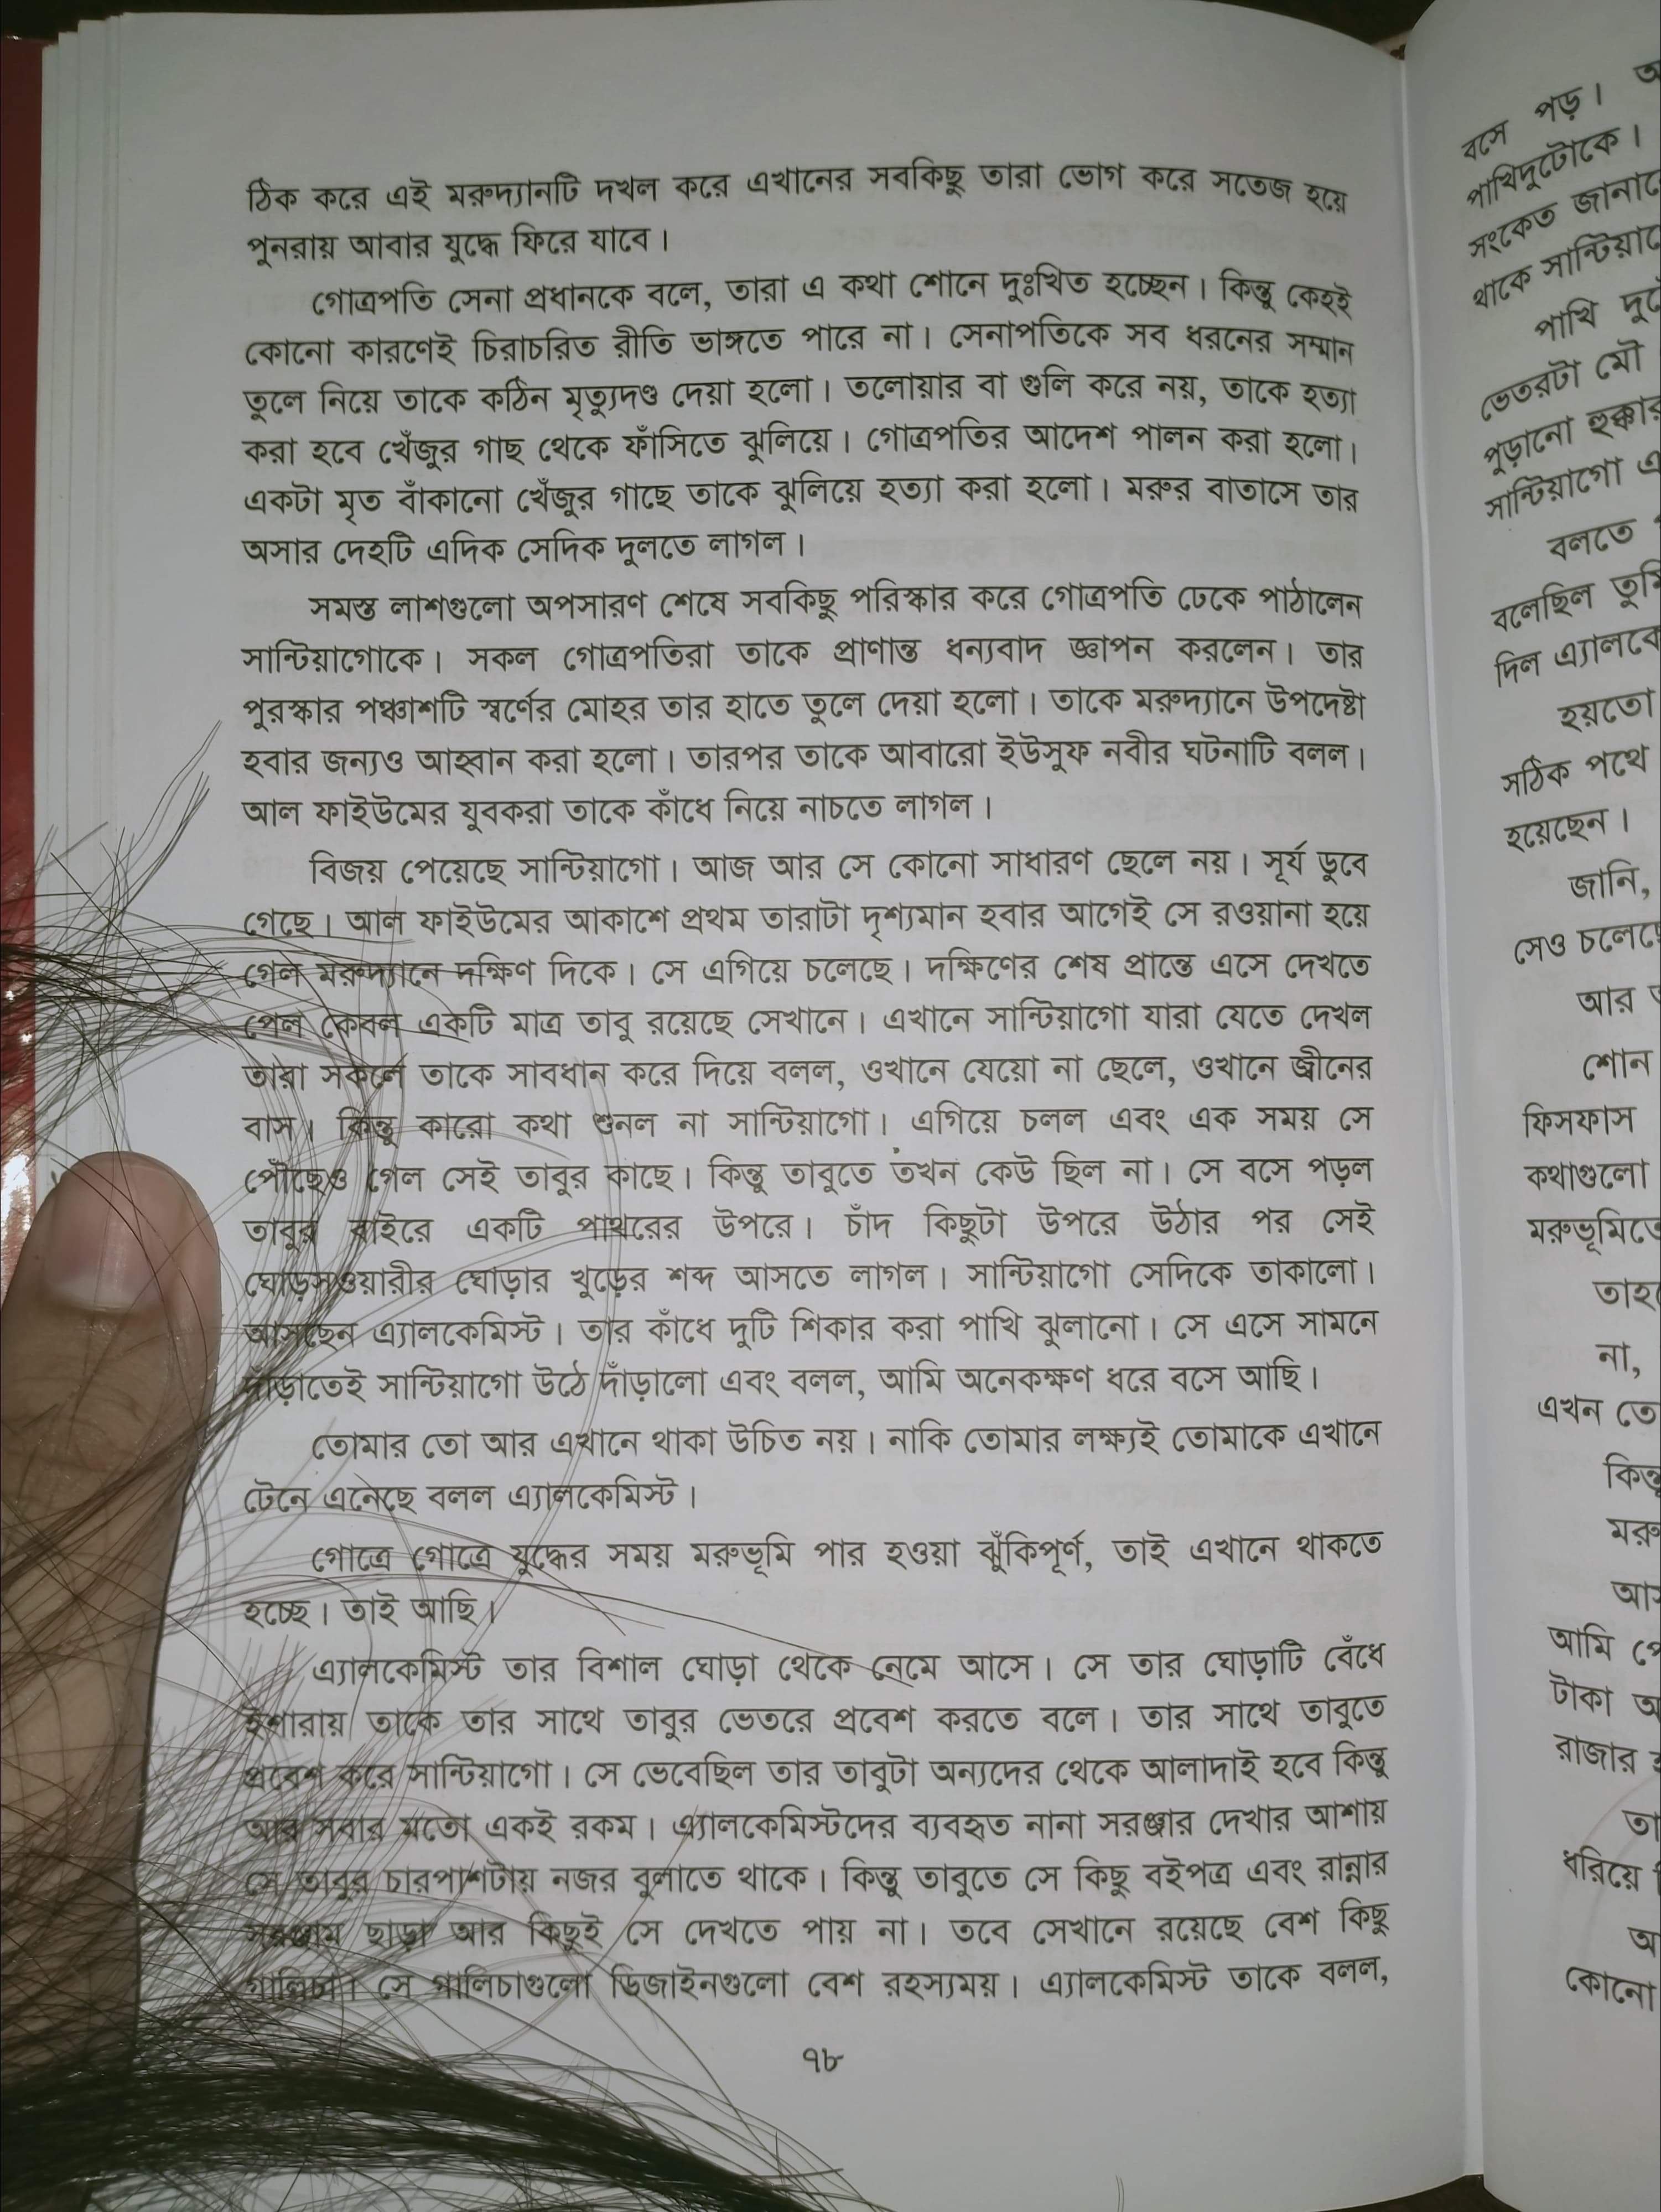 ঠিক করে এই মরুদ্যানটি দখল করে এখানের সবকিছু তারা ভোগ করে সতেজ হয়ে
পুনরায় আবার যুদ্ধে ফিরে যাবে।
গোত্রপতি সেনা প্রধানকে বলে, তারা এ কথা শোনে দুঃখিত হচ্ছেন। কিন্তু কেহই
কোনো কারণেই চিরাচরিত রীতি ভাঙ্গতে পারে না। সেনাপতিকে সব ধরনের সম্মান
তুলে নিয়ে তাকে কঠিন মৃত্যুদণ্ড দেয়া হলো। তলোয়ার বা গুলি করে নয়, তাকে হত্যা
করা হবে খেঁজুর গাছ থেকে ফাঁসিতে ঝুলিয়ে। গোত্রপতির আদেশ পালন করা হলো।
একটা মৃত বাঁকানো খেঁজুর গাছে তাকে ঝুলিয়ে হত্যা করা হলো। মরুর বাতাসে তার
অসার দেহটি এদিক সেদিক দুলতে লাগল।
সমস্ত লাশগুলো অপসারণ শেষে সবকিছু পরিস্কার করে গোত্রপতি ঢেকে পাঠালেন
সান্টিয়াগোকে। সকল গোত্রপতিরা তাকে প্রাণান্ত ধন্যবাদ জ্ঞাপন করলেন। তার
পুরস্কার পঞ্চাশটি স্বর্ণের মোহর তার হাতে তুলে দেয়া হলো। তাকে মরুদ্যানে উপদেষ্টা
হবার জন্যও আহ্বান করা হলো। তারপর তাকে আবারো ইউসুফ নবীর ঘটনাটি বলল।
আল ফাইউমের যুবকরা তাকে কাঁধে নিয়ে নাচতে লাগল।
বিজয় পেয়েছে সান্টিয়াগো। আজ আর সে কোনো সাধারণ ছেলে নয়। সূর্য ডুবে
গেছে। আল ফাইউমের আকাশে প্রথম তারাটা দৃশ্যমান হবার আগেই সে রওয়ানা হয়ে
গেল মরুদ্যানে দক্ষিণ দিকে। সে এগিয়ে চলেছে। দক্ষিণের শেষ প্রান্তে এসে দেখতে
পেল কেবল একটি মাত্র তাবু রয়েছে সেখানে। এখানে সান্টিয়াগো যারা যেতে দেখল
তারা সকলে তাকে সাবধান করে দিয়ে বলল, ওখানে যেয়ো না ছেলে, ওখানে জ্বীনের
বাস। কিন্তু কারো কথা শুনল না সান্টিয়াগো। এগিয়ে চলল এবং এক সময় সে
পৌঁছেও গেল সেই তাবুর কাছে। কিন্তু তাবুতে তখন কেউ ছিল না। সে বসে পড়ল
তাবুর বাইরে একটি পাথরের উপরে। চাঁদ কিছুটা উপরে উঠার পর সেই
ঘোড়সওয়ারীর ঘোড়ার খুড়ের শব্দ আসতে লাগল। সান্টিয়াগো সেদিকে তাকালো।
আসছেন এ্যালকেমিস্ট। তার কাঁধে দুটি শিকার করা পাখি ঝুলানো। সে এসে সামনে
দাঁড়াতেই সান্টিয়াগো উঠে দাঁড়ালো এবং বলল, আমি অনেকক্ষণ ধরে বসে আছি।
তোমার তো আর এখানে থাকা উচিত নয়। নাকি তোমার লক্ষ্যই তোমাকে এখানে
টেনে এনেছে বলল এ্যালকেমিস্ট।
গোত্রে গোত্রে যুদ্ধের সময় মরুভূমি পার হওয়া ঝুঁকিপূর্ণ, তাই এখানে থাকতে
হচ্ছে। তাই আছি।
এ্যালকেমিস্ট তার বিশাল ঘোড়া থেকে নেমে আসে। সে তার ঘোড়াটি বেঁধে
ইশারায় তাকে তার সাথে তাবুর ভেতরে প্রবেশ করতে বলে। তার সাথে তাবুতে
প্রবেশ করে সান্টিয়াগো। সে ভেবেছিল তার তাবুটা অন্যদের থেকে আলাদাই হবে কিন্তু
আর সবার মতো একই রকম। এ্যালকেমিস্টদের ব্যবহৃত নানা সরঞ্জার দেখার আশায়
সে তাবুর চারপাশটায় নজর বুলাতে থাকে। কিন্তু তাবুতে সে কিছু বইপত্র এবং রান্নার
সরঞ্জাম ছাড়া আর কিছুই সে দেখতে পায় না। তবে সেখানে রয়েছে বেশ কিছু
গালিচা। সে গালিচাগুলো ডিজাইনগুলো বেশ রহস্যময়। এ্যালকেমিস্ট তাকে বলল,
৭৮
বসে পড়।
পাখিদুটোকে।
সংকেত
থাকে
পাখি
ভেতরটা মৌ
পুড়ানো
সান্টিয়াগো
বলতে
বলেছিল
দিল
হয়তো
সঠিক পথে
হয়েছেন।
জানি,
সেও
আর
শোন
ফিসফাস
কথাগুলো
না,
এখন
আমি
টাকা
রাজার
ধরিয়ে
কোনো